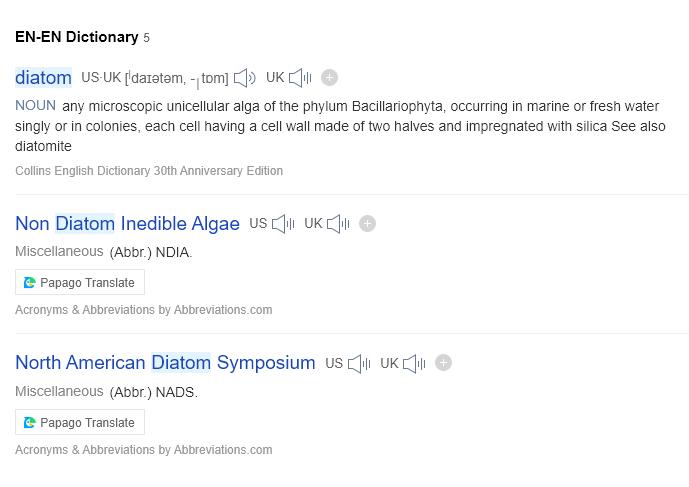 EN-EN Dictionary 5
diatom US·UK [ˈdaɪətəm, -ˌtɒm] UK
NOUN any microscopic unicellular alga of the phylum Bacillariophyta, occurring in marine or fresh water
singly or in colonies, each cell having a cell wall made of two halves and impregnated with silica See also
diatomite
Collins English Dictionary 30th Anniversary Edition
Non Diatom Inedible Algae US UK
Miscellaneous (Abbr.) NDIA.
Papago Translate
Acronyms & Abbreviations by Abbreviations.com
North American Diatom Symposium US UK
Miscellaneous (Abbr.) NADS.
Papago Translate
Acronyms & Abbreviations by Abbreviations.com